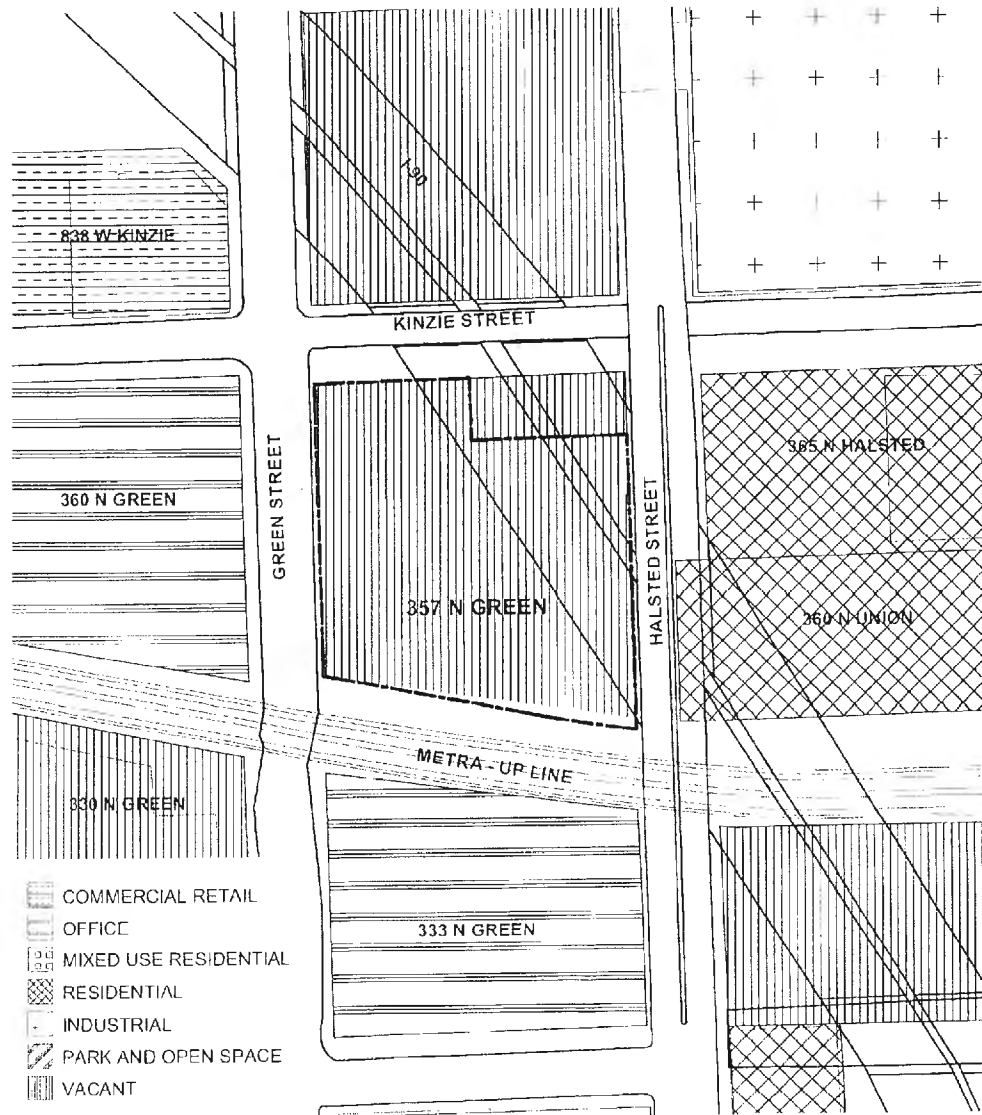 I-90
838 W KINZIE
KINZIE STREET
360 N GREEN
GREEN STREET
357 N GREEN
HALSTED STREET
365 N HALSTED
360 N UNION
METRA - UP LINE
330 N GREEN
333 N GREEN
COMMERCIAL RETAIL
OFFICE
MIXED USE RESIDENTIAL
RESIDENTIAL
INDUSTRIAL
PARK AND OPEN SPACE
VACANT